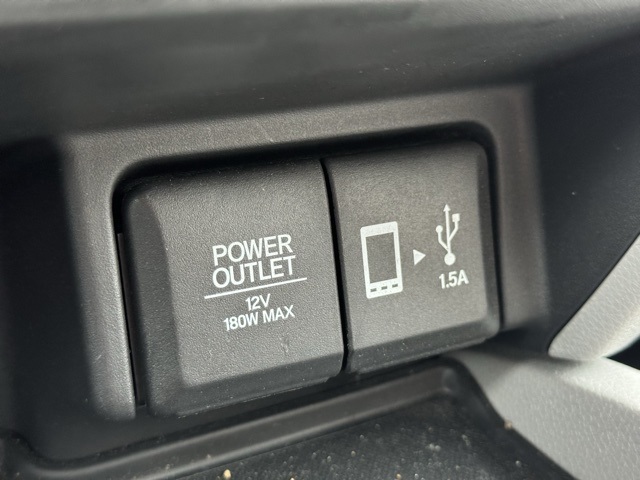 POWER
OUTLET
12V
180W MAX
1.5A